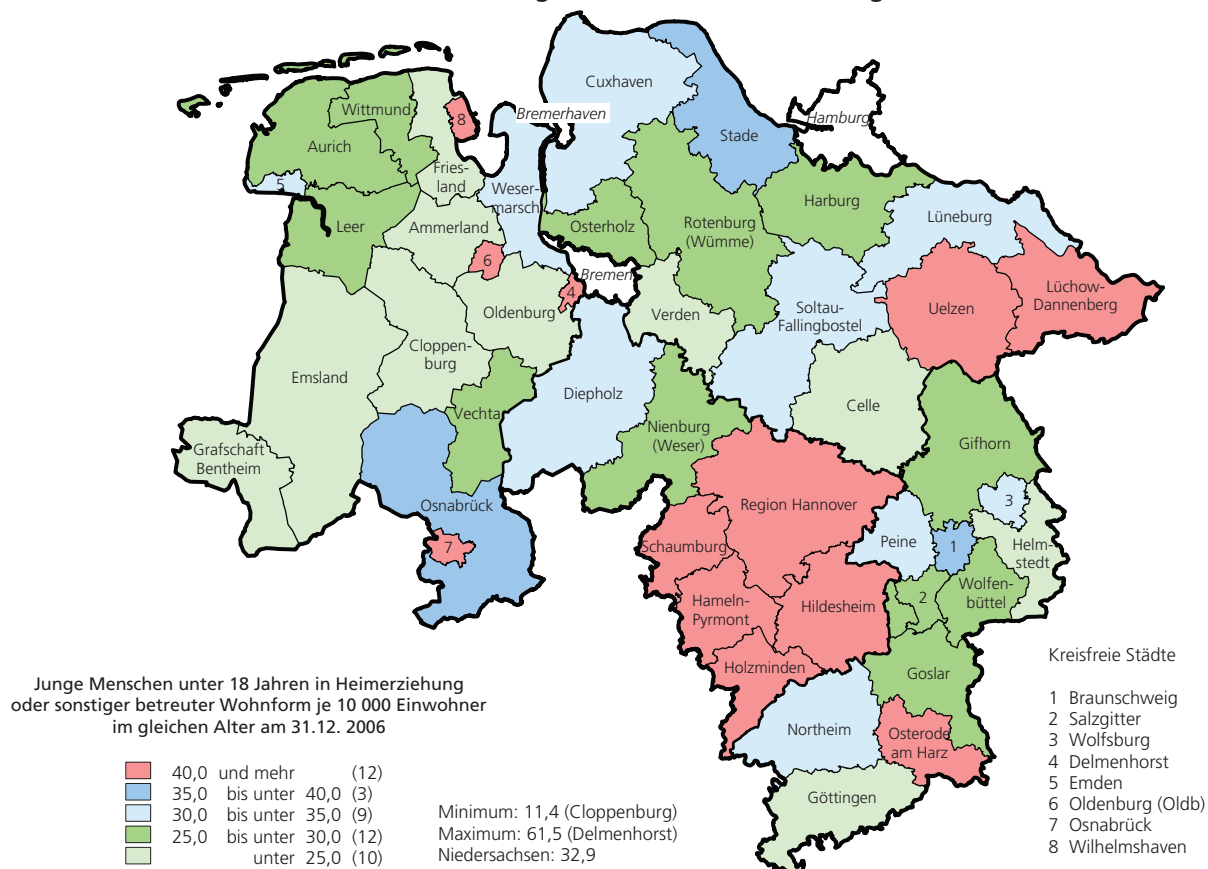 Cuxhaven
Wittmund
8
Bremerhaven
Hamburg
Aurich
Stade
Fries-
land
5
Weser-
marsch
Harburg
Lüneburg
Leer
Ammerland
Osterholz
Rotenburg
(Wümme)
6
Bremen
4
Lüchow-
Dannenberg
Oldenburg
Verden
Soltau-
Fallingbostel
Uelzen
Cloppen-
burg
Emsland
Diepholz
Celle
Vechta
Nienburg
(Weser)
Gifhorn
Grafschaft
Bentheim
Osnabrück
Region Hannover
3
7
Schaumburg
Peine
1
Helm-
stedt
Hameln-
Pyrmont
Hildesheim
2
Wolfen-
büttel
Holzminden
Goslar
Northeim
Osterode
am Harz
Göttingen
Kreisfreie Städte
1 Braunschweig
2 Salzgitter
3 Wolfsburg
4 Delmenhorst
5 Emden
6 Oldenburg (Oldb)
7 Osnabrück
8 Wilhelmshaven
Junge Menschen unter 18 Jahren in Heimerziehung
oder sonstiger betreuter Wohnform je 10 000 Einwohner
im gleichen Alter am 31.12. 2006
40,0 und mehr (12)
35,0 bis unter 40,0 (3)
30,0 bis unter 35,0 (9)
25,0 bis unter 30,0 (12)
unter 25,0 (10)
Minimum: 11,4 (Cloppenburg)
Maximum: 61,5 (Delmenhorst)
Niedersachsen: 32,9